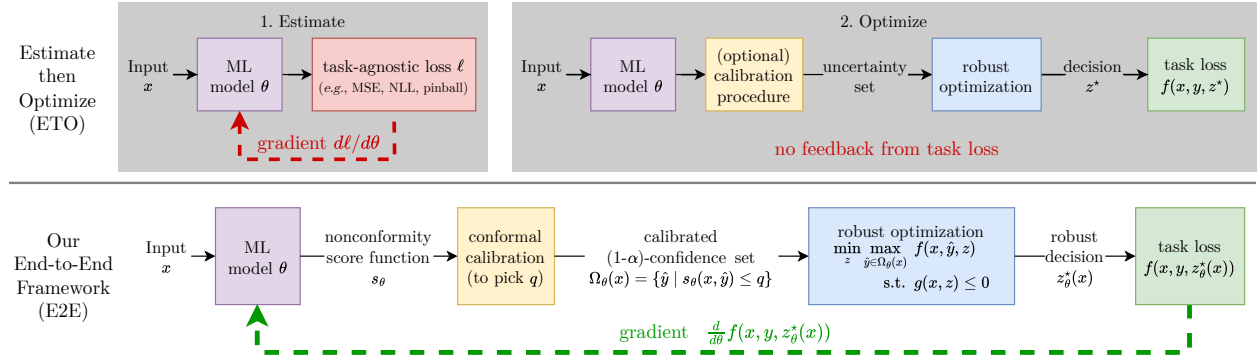 Estimate
then
Optimize
(ETO)
1. Estimate
Input
x
ML
model θ
task-agnostic loss ℓ
(e.g., MSE, NLL, pinball)
gradient dℓ/dθ
2. Optimize
Input
x
ML
model θ
(optional)
calibration
procedure
uncertainty
set
robust
optimization
decision
z⋆
task loss
f(x, y, z⋆)
no feedback from task loss
Our
End-to-End
Framework
(E2E)
Input
x
ML
model θ
nonconformity
score function
sθ
conformal
calibration
(to pick q)
calibrated
(1-α)-confidence set
Ωθ(x) = {ŷ | sθ(x, ŷ) ≤ q}
robust optimization
min max f(x, ŷ, z)
z ŷ∈Ωθ(x)
s.t. g(x, z) ≤ 0
robust
decision
z⋆θ(x)
task loss
f(x, y, z⋆θ(x))
gradient d/dθ f(x, y, z⋆θ(x))